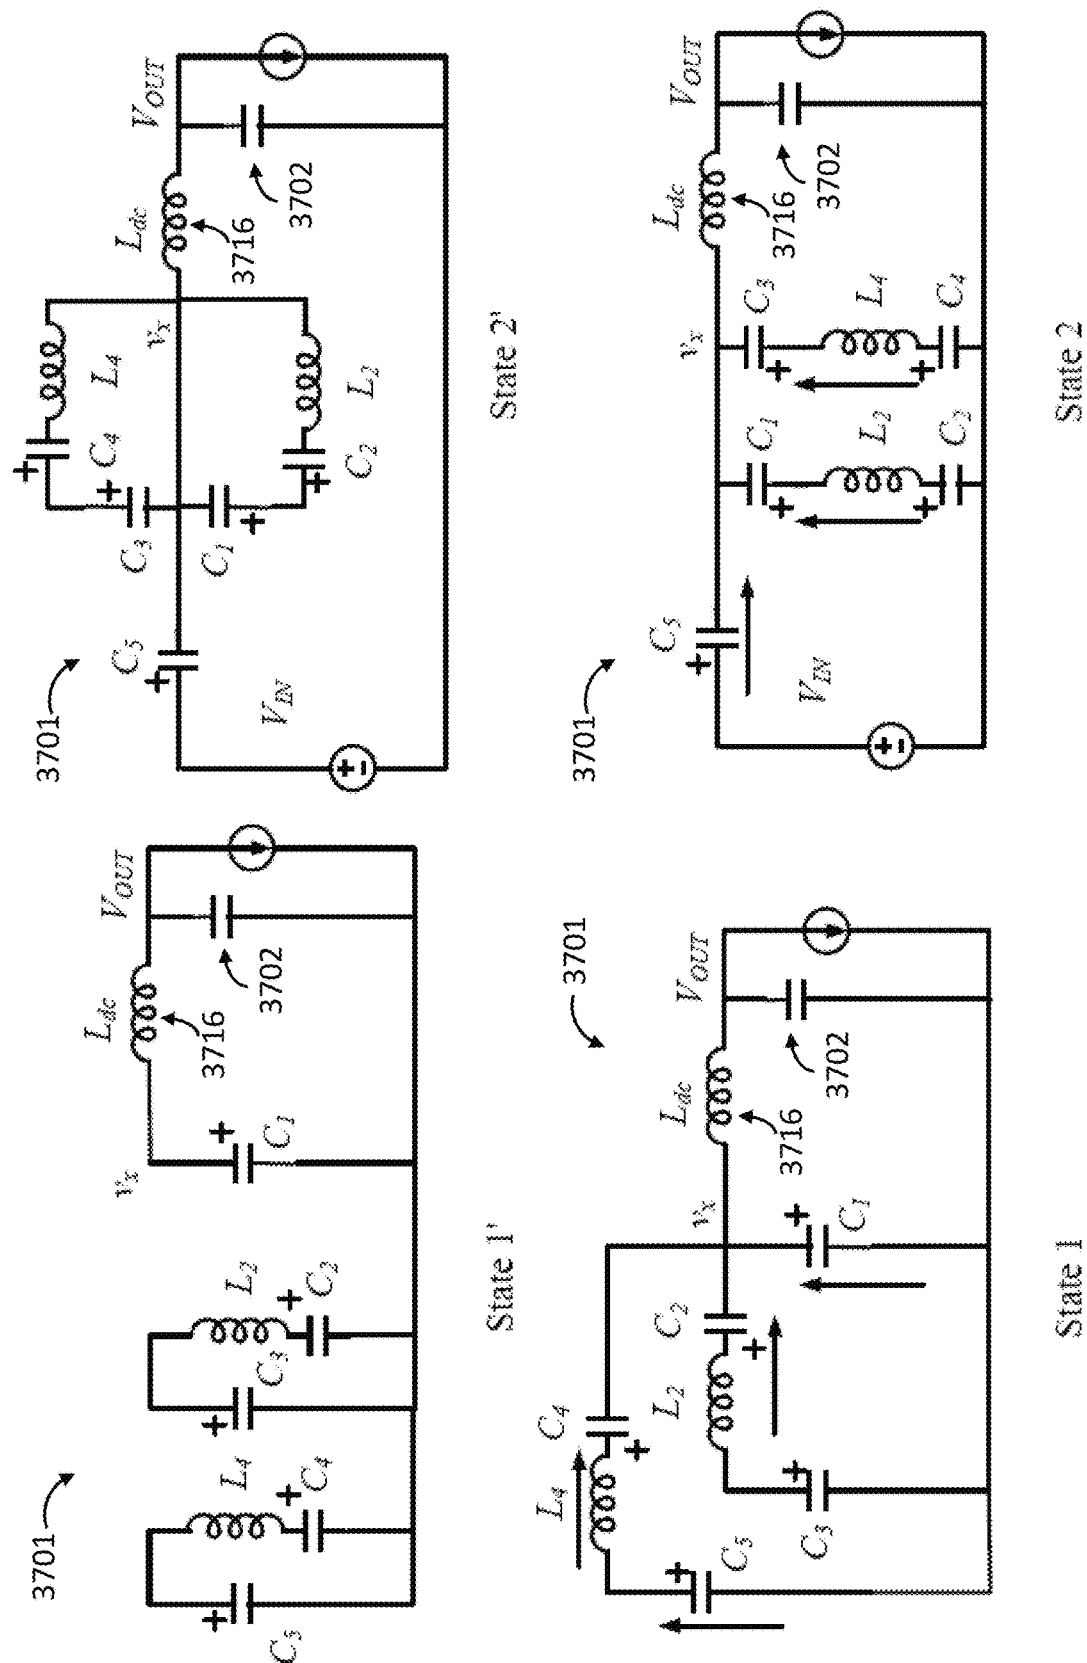 3701
C5
L4
C4
C3
L2
C2
vx
C1
Ldc
3716
VOUT
3702
State 1'
3701
C5
VIN
C3
C4
L4
C1
C2
L2
vx
Ldc
3716
VOUT
3702
State 2'
3701
L4
C4
C5
L2
C2
C3
vx
C1
Ldc
3716
VOUT
3702
State 1
3701
C5
VIN
C1
L2
C2
vx
C3
L4
C4
Ldc
3716
VOUT
3702
State 2